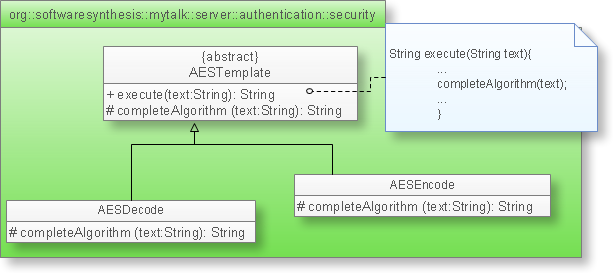 org::softwaresynthesis::mytalk::server::authentication::security
{abstract}
AESTemplate
+ execute(text:String): String
# completeAlgorithm (text:String): String
String execute(String text){
...
completeAlgorithm(text);
...
}
AESDecode
# completeAlgorithm (text:String): String
AESEncode
# completeAlgorithm (text:String): String